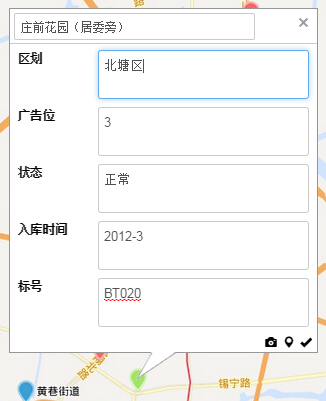 庄前花园（居委旁）
×
区划
北塘区
广告位
3
状态
正常
入库时间
2012-3
标号
BT020
锡宁路
黄巷街道